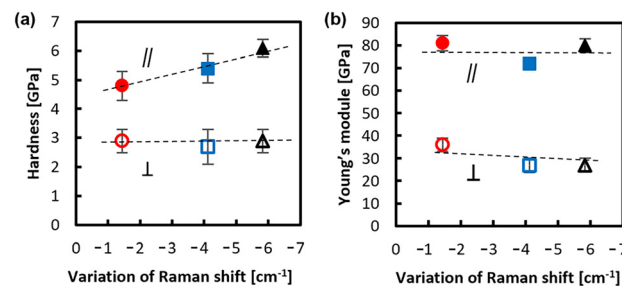 (a)
Hardness [GPa]
7
6
5
4
3
2
1
0
//
⊥
0 −1 −2 −3 −4 −5 −6 −7
Variation of Raman shift [cm-1]
(b)
Young's module [GPa]
90
80
70
60
50
40
30
20
10
0
//
⊥
0 −1 −2 −3 −4 −5 −6 −7
Variation of Raman shift [cm-1]